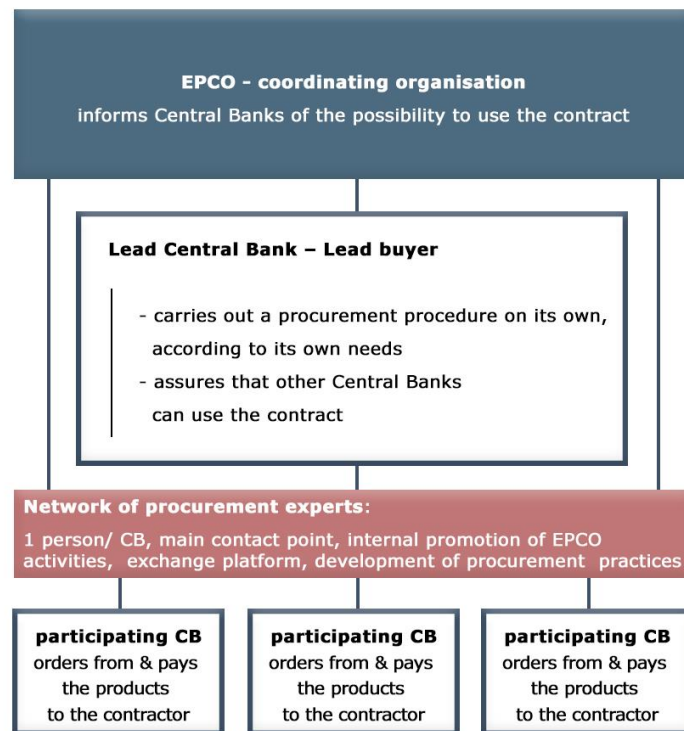 EPCO - coordinating organisation
informs Central Banks of the possibility to use the contract
Lead Central Bank – Lead buyer
- carries out a procurement procedure on its own,
according to its own needs
- assures that other Central Banks
can use the contract
Network of procurement experts:
1 person/ CB, main contact point, internal promotion of EPCO
activities, exchange platform, development of procurement practices
participating CB
orders from & pays
the products
to the contractor
participating CB
orders from & pays
the products
to the contractor
participating CB
orders from & pays
the products
to the contractor